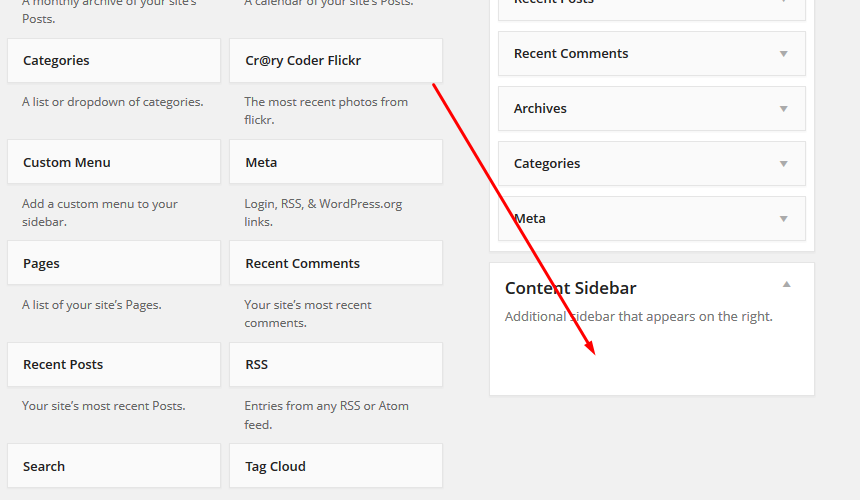 A monthly archive of your site's
Posts.
A calendar of your site's Posts.
Categories
A list or dropdown of categories.
Cr@ry Coder Flickr
The most recent photos from
flickr.
Custom Menu
Add a custom menu to your
sidebar.
Meta
Login, RSS, & WordPress.org
links.
Pages
A list of your site's Pages.
Recent Comments
Your site's most recent
comments.
Recent Posts
Your site's most recent Posts.
RSS
Entries from any RSS or Atom
feed.
Search
Tag Cloud
Recent Posts
Recent Comments
Archives
Categories
Meta
Content Sidebar
Additional sidebar that appears on the right.